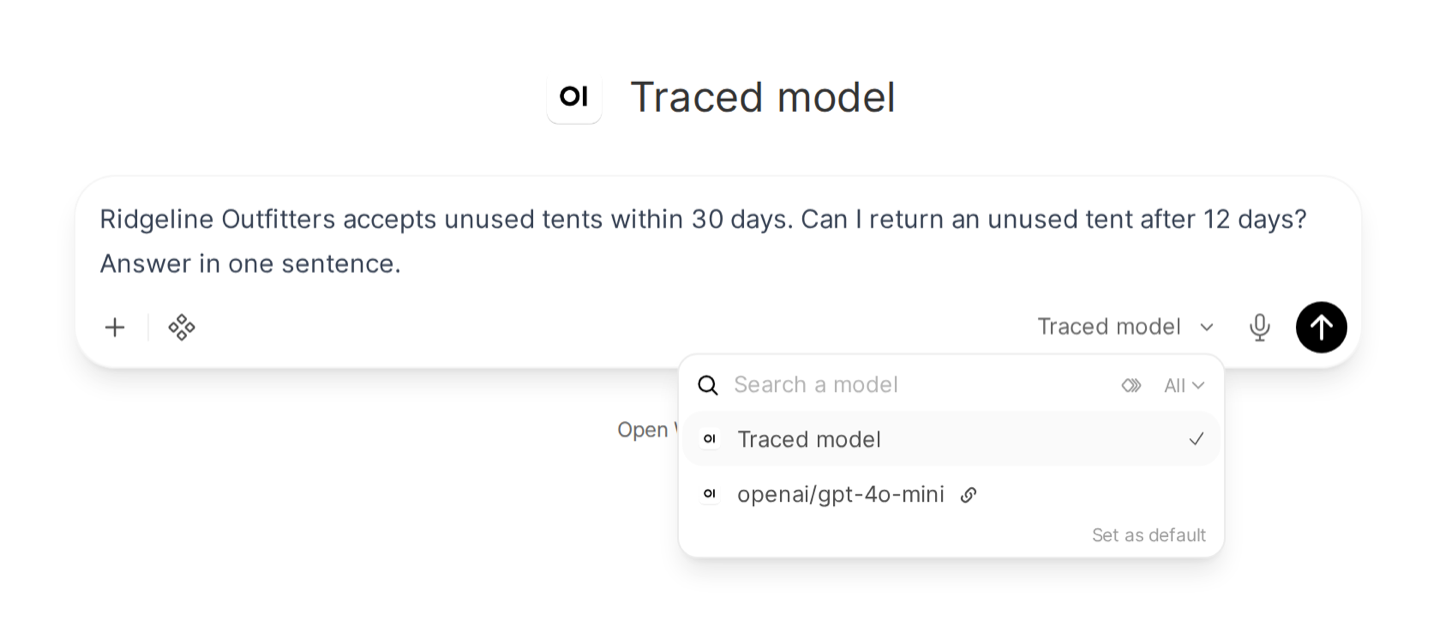 OI Traced model
Ridgeline Outfitters accepts unused tents within 30 days. Can I return an unused tent after 12 days?
Answer in one sentence.
Traced model
Search a model
All
Open
OI Traced model
OI openai/gpt-4o-mini
Set as default